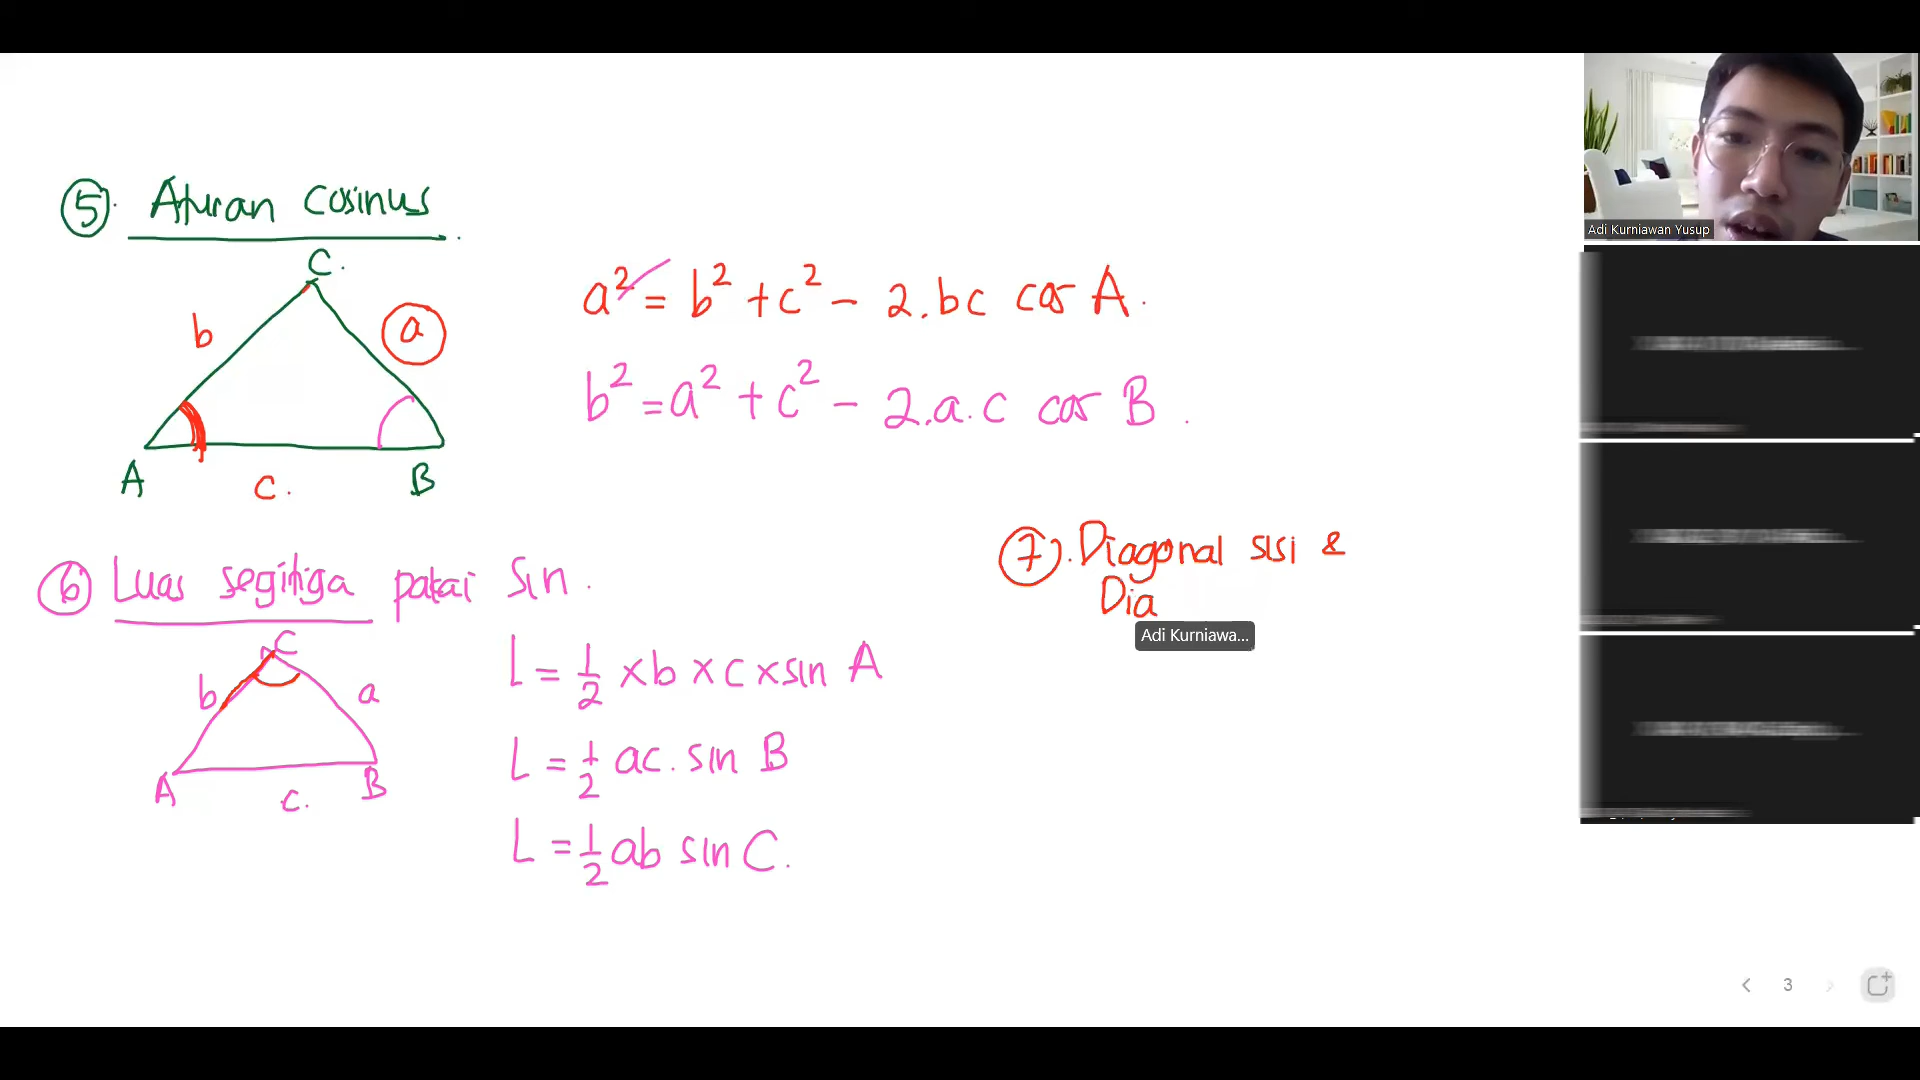 5. Aturan cosinus
C.
b
a
A
c.
B
a² = b² + c² - 2.bc cos A.
b² = a² + c² - 2.a.c cos B.
6 Luas segitiga pakai sin.
C
b
a
A
c.
B
L = 1/2 × b × c × sin A
L = 1/2 ac. sin B
L = 1/2 ab sin C.
7. Diagonal sisi &
Dia
Adi Kurniawa...
Adi Kurniawan Yusup
3